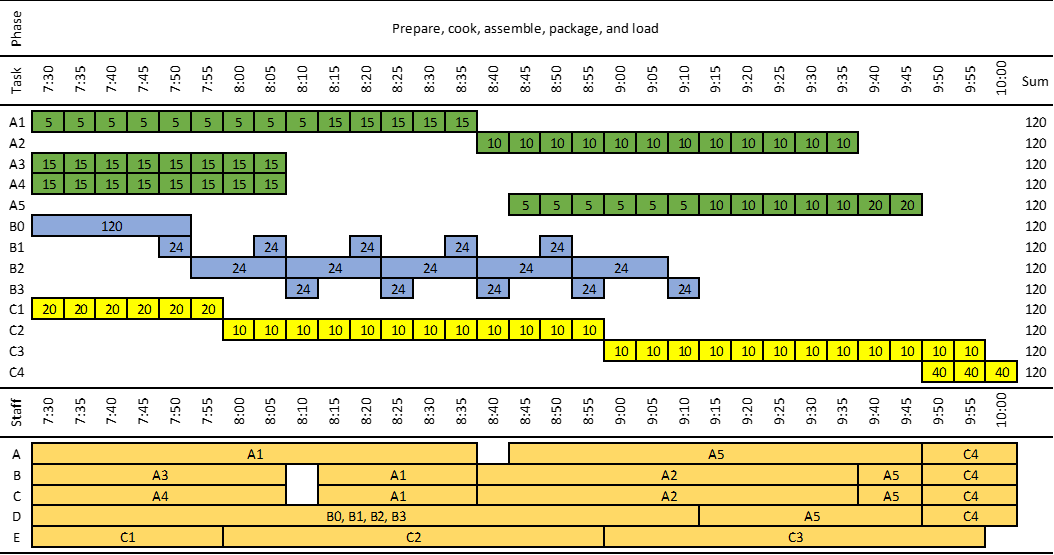 Phase Prepare, cook, assemble, package, and load
Task 7:30 7:35 7:40 7:45 7:50 7:55 8:00 8:05 8:10 8:15 8:20 8:25 8:30 8:35 8:40 8:45 8:50 8:55 9:00 9:05 9:10 9:15 9:20 9:25 9:30 9:35 9:40 9:45 9:50 9:55 10:00 Sum
A1 5 5 5 5 5 5 5 5 5 15 15 15 15 15 120
A2 10 10 10 10 10 10 10 10 10 10 10 10 120
A3 15 15 15 15 15 15 15 15 120
A4 15 15 15 15 15 15 15 15 120
A5 5 5 5 5 5 5 10 10 10 10 10 20 20 120
B0 120 120
B1 24 24 24 24 24 120
B2 24 24 24 24 24 120
B3 24 24 24 24 24 120
C1 20 20 20 20 20 20 120
C2 10 10 10 10 10 10 10 10 10 10 10 10 120
C3 10 10 10 10 10 10 10 10 10 10 10 10 120
C4 40 40 40 120
Staff 7:30 7:35 7:40 7:45 7:50 7:55 8:00 8:05 8:10 8:15 8:20 8:25 8:30 8:35 8:40 8:45 8:50 8:55 9:00 9:05 9:10 9:15 9:20 9:25 9:30 9:35 9:40 9:45 9:50 9:55 10:00
A A1 A5 C4
B A3 A1 A2 A5 C4
C A4 A1 A2 A5 C4
D B0, B1, B2, B3 A5 C4
E C1 C2 C3